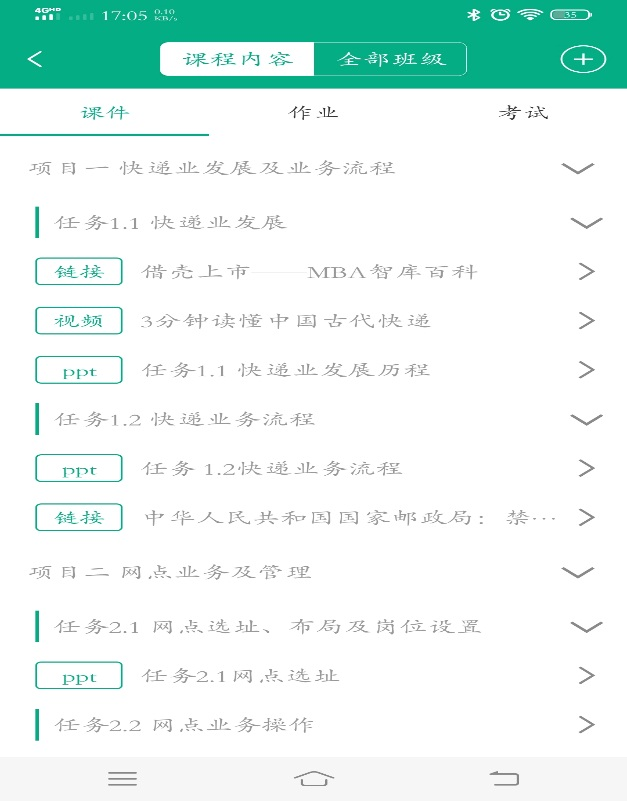 4GHD 17:05 0.10 KB/s 35
课程内容 全部班级
课件 作业 考试
项目一 快递业发展及业务流程
任务1.1 快递业发展
链接 借壳上市——MBA智库百科
视频 3分钟读懂中国古代快递
ppt 任务1.1 快递业发展历程
任务1.2 快递业务流程
ppt 任务 1.2快递业务流程
链接 中华人民共和国国家邮政局：禁…
项目二 网点业务及管理
任务2.1 网点选址、布局及岗位设置
ppt 任务2.1网点选址
任务2.2 网点业务操作